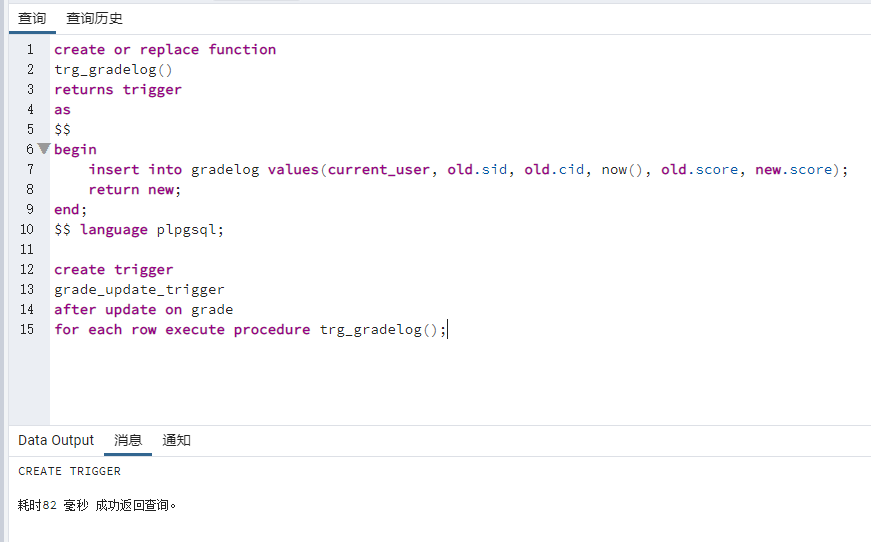 查询 查询历史
1 create or replace function
2 trg_gradelog()
3 returns trigger
4 as
5 $$
6 begin
7 insert into gradelog values(current_user, old.sid, old.cid, now(), old.score, new.score);
8 return new;
9 end;
10 $$ language plpgsql;
11
12 create trigger
13 grade_update_trigger
14 after update on grade
15 for each row execute procedure trg_gradelog();
Data Output 消息 通知
CREATE TRIGGER
耗时82 毫秒 成功返回查询。